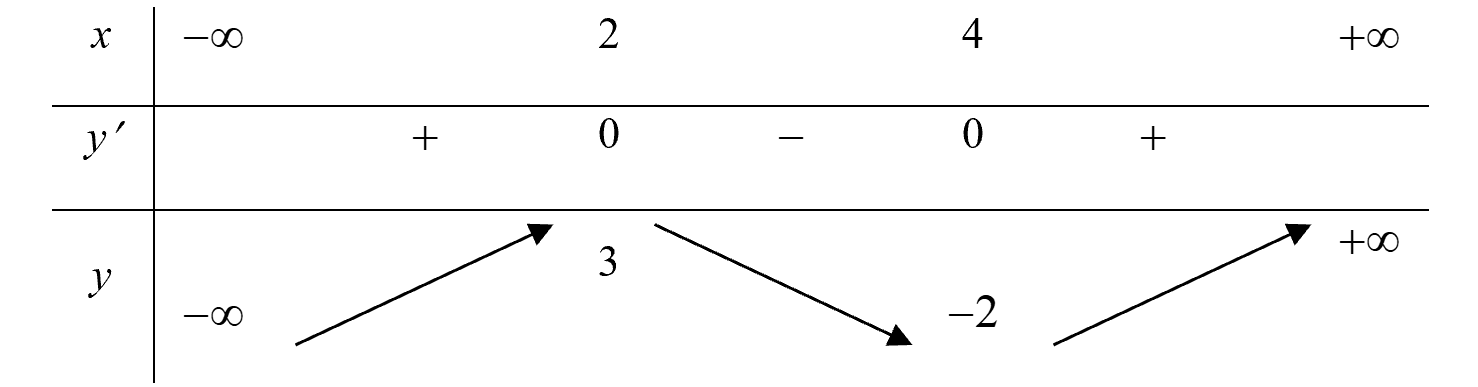 x −∞ 2 4 +∞
y′ + 0 − 0 + 
y −∞ 3 −2 +∞